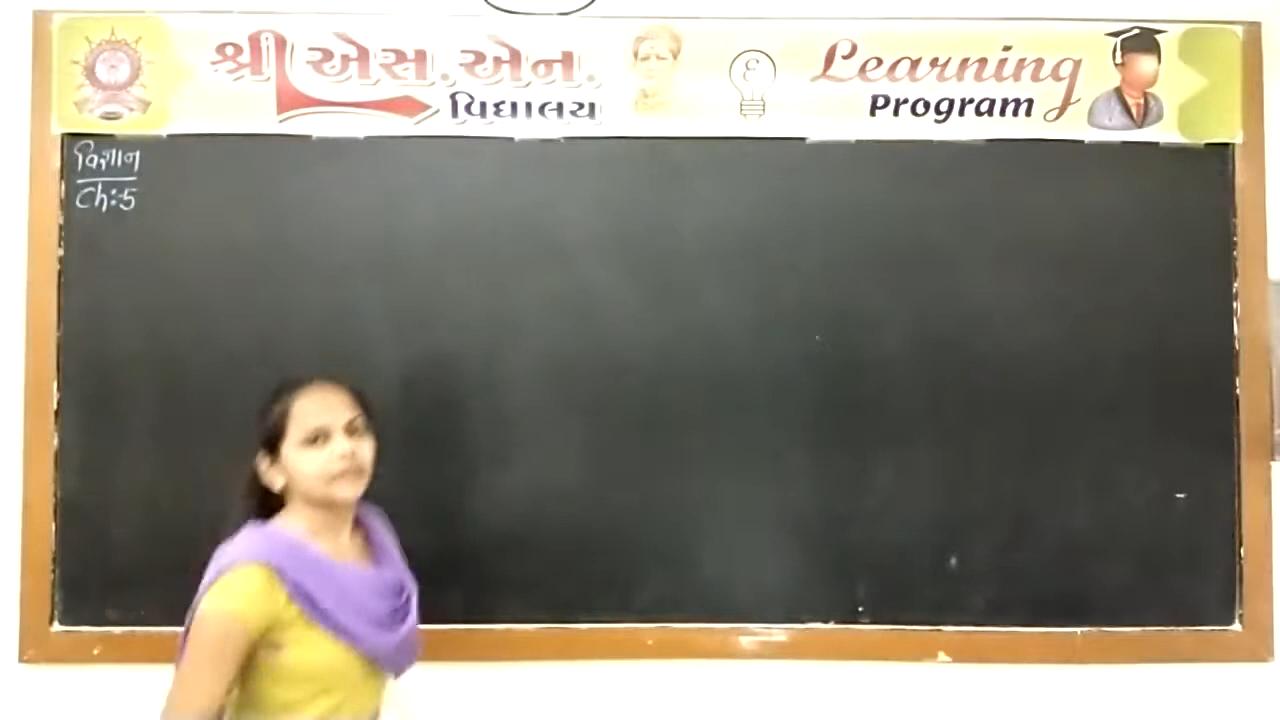 શ્રી એસ.એન.
વિદ્યાલય
Learning
Program
વિજ્ઞાન
Ch:-5